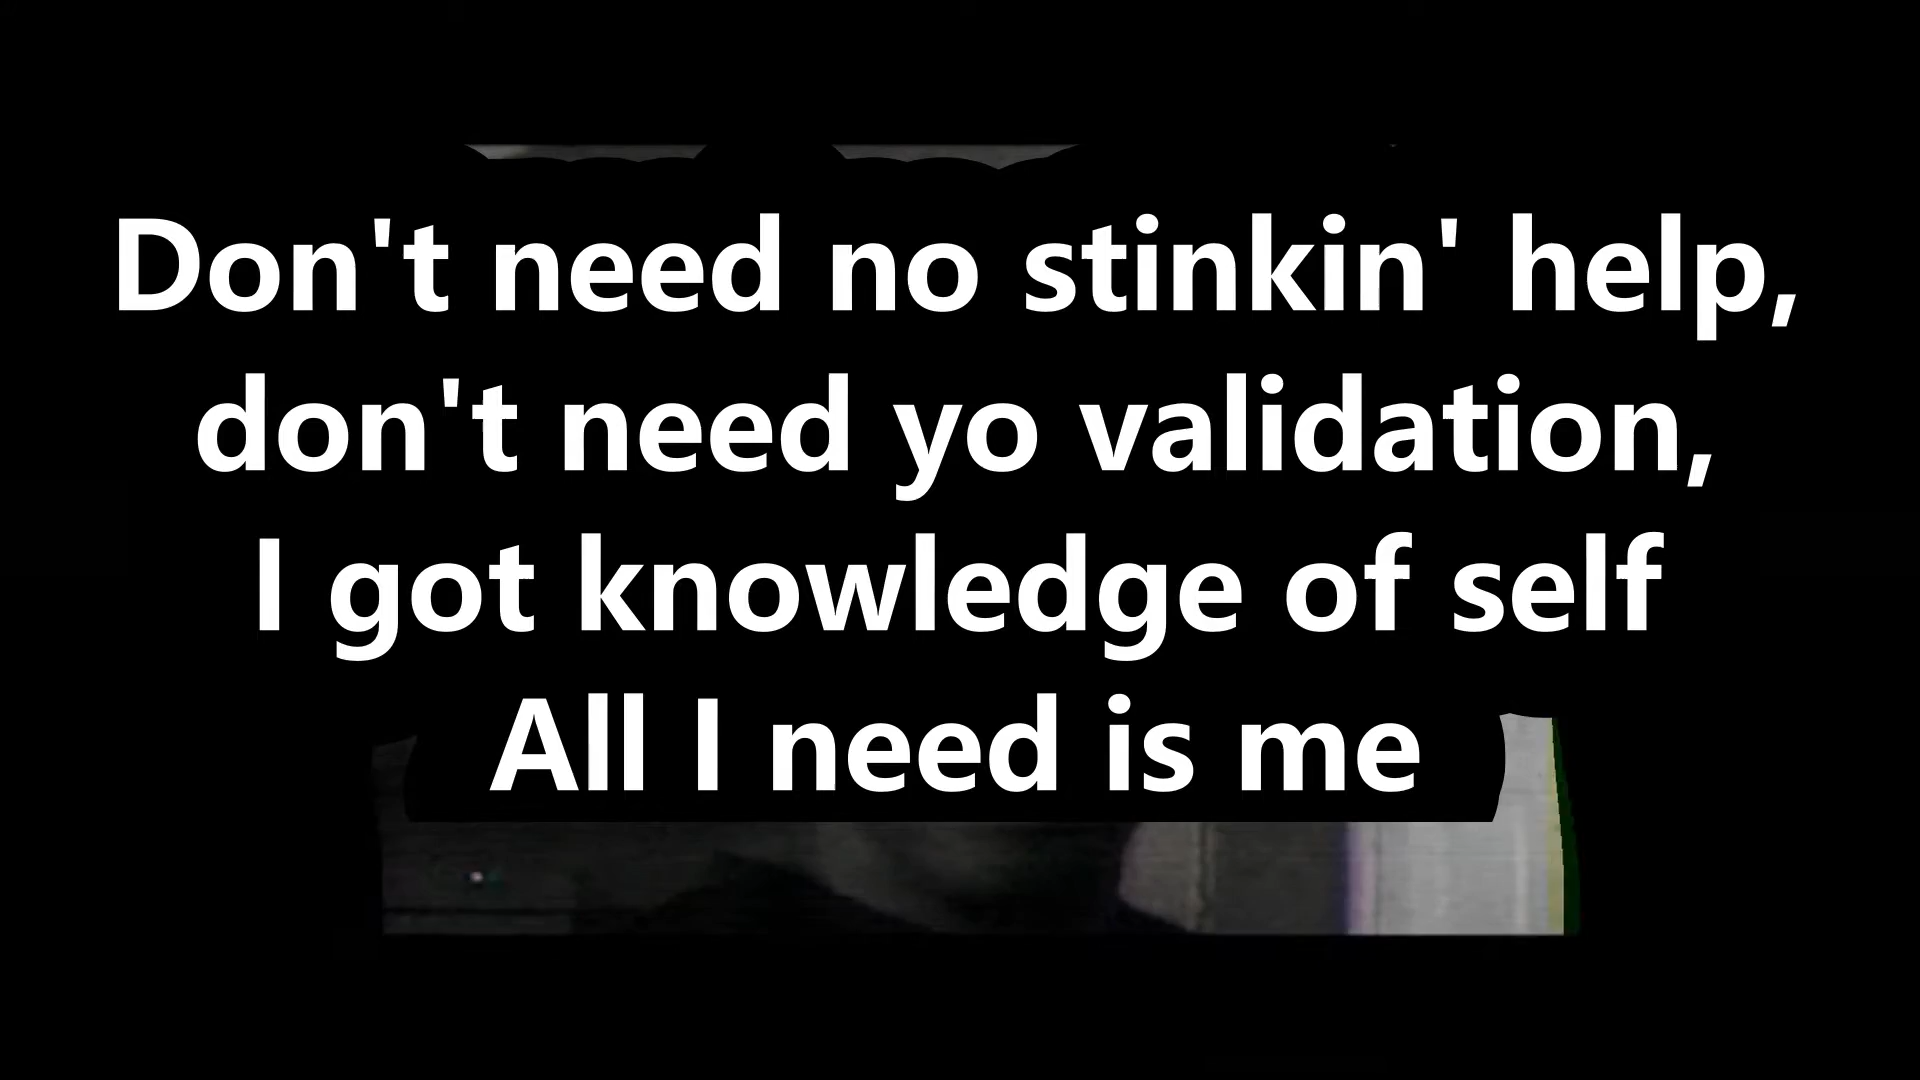 Don't need no stinkin' help,
don't need yo validation,
I got knowledge of self
All I need is me